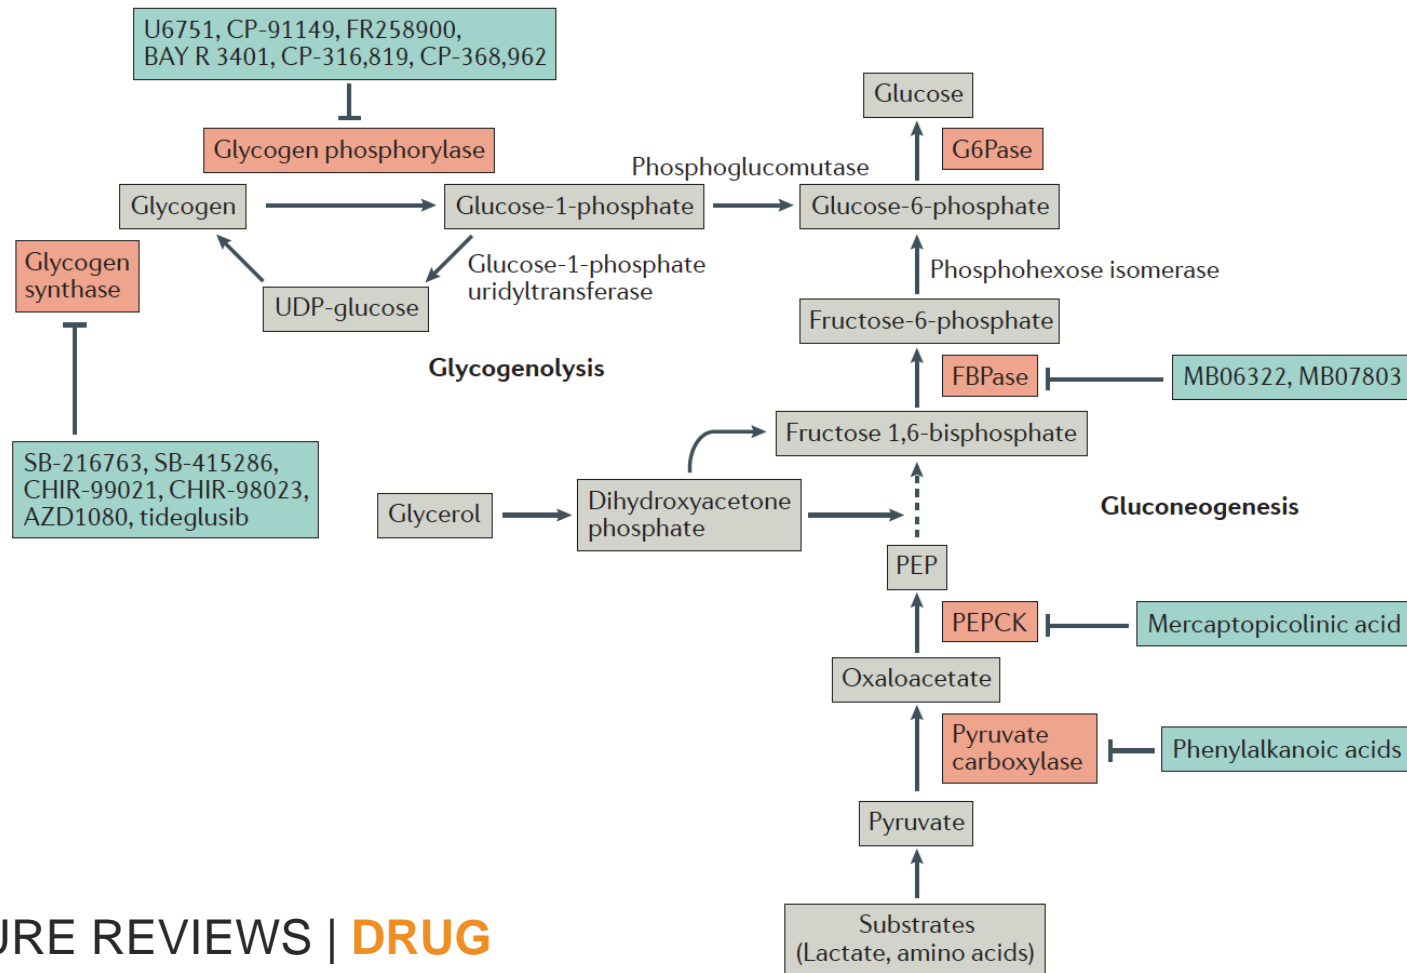 U6751, CP-91149, FR258900,
BAY R 3401, CP-316,819, CP-368,962
Glucose
Glycogen phosphorylase
G6Pase
Phosphoglucomutase
Glycogen
Glucose-1-phosphate
Glucose-6-phosphate
Glycogen
synthase
Glucose-1-phosphate
uridyltransferase
Phosphohexose isomerase
UDP-glucose
Fructose-6-phosphate
Glycogenolysis
FBPase
MB06322, MB07803
Fructose 1,6-bisphosphate
SB-216763, SB-415286,
CHIR-99021, CHIR-98023,
AZD1080, tideglusib
Glycerol
Dihydroxyacetone
phosphate
Gluconeogenesis
PEP
PEPCK
Mercaptopicolinic acid
Oxaloacetate
Pyruvate
carboxylase
Phenylalkanoic acids
Pyruvate
Substrates
(Lactate, amino acids)
URE REVIEWS | DRUG